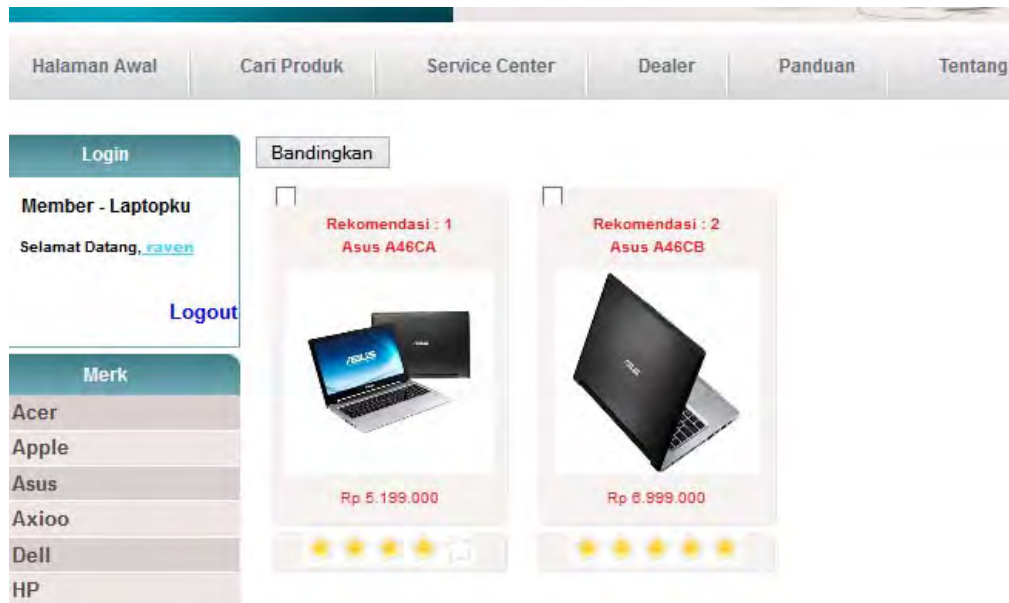 Halaman Awal Cari Produk Service Center Dealer Panduan Tentang
Login
Member - Laptopku
Selamat Datang, raven
Logout
Merk
Acer
Apple
Asus
Axioo
Dell
HP
Bandingkan
Rekomendasi : 1
Asus A46CA
ASUS
Rp 5.199.000
Rekomendasi : 2
Asus A46CB
Rp 6.999.000